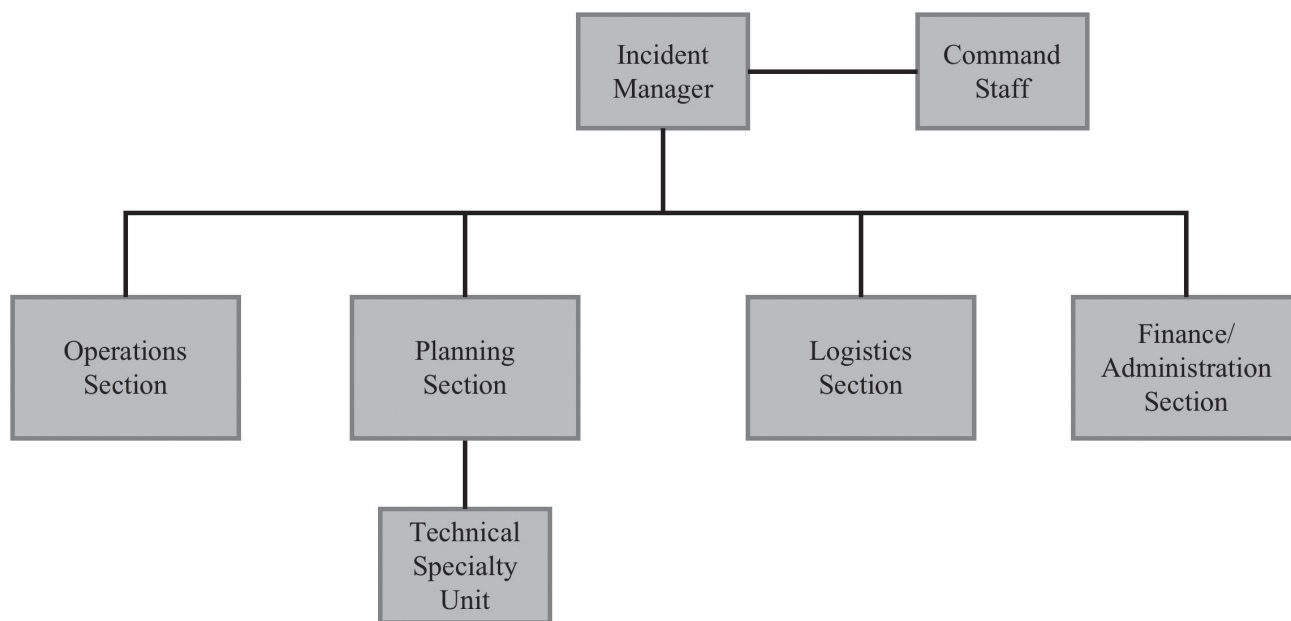 Incident
Manager
Command
Staff
Operations
Section
Planning
Section
Logistics
Section
Finance/
Administration
Section
Technical
Specialty
Unit